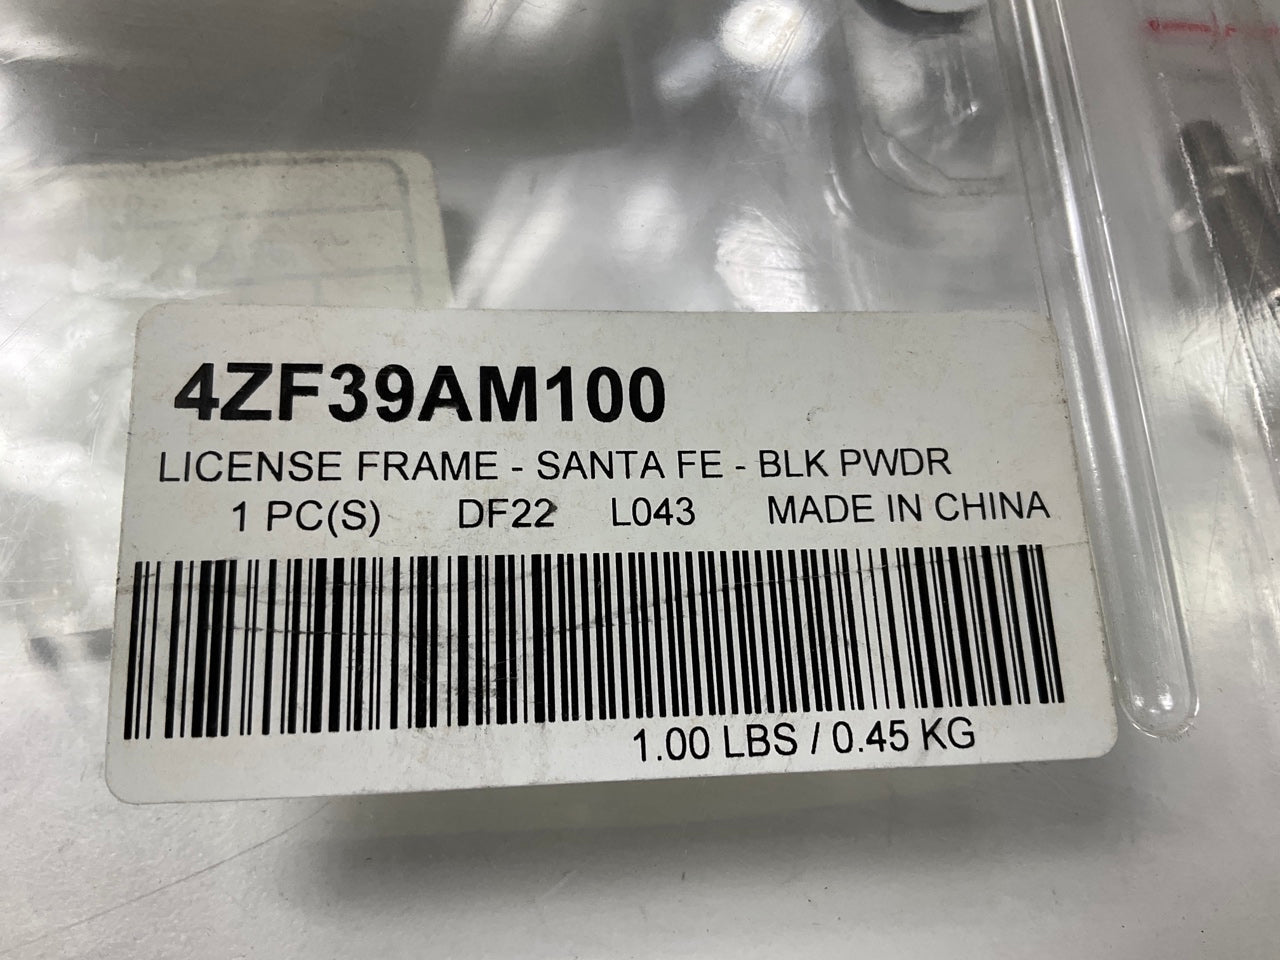 4ZF39AM100
LICENSE FRAME - SANTA FE - BLK PWDR
1 PC(S) DF22 L043 MADE IN CHINA
1.00 LBS / 0.45 KG